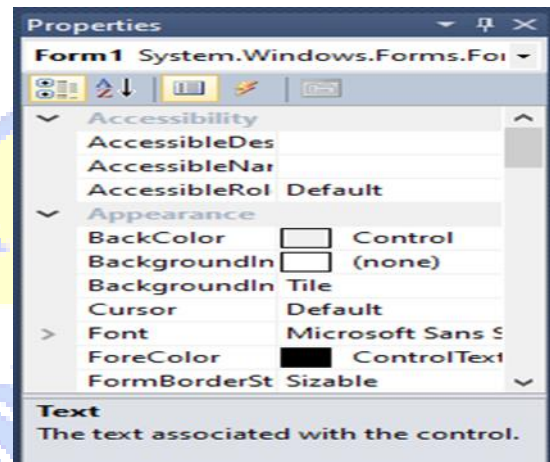 Properties
Form1 System.Windows.Forms.For
Accessibility
AccessibleDes
AccessibleNar
AccessibleRol Default
Appearance
BackColor Control
BackgroundIn (none)
BackgroundIn Tile
Cursor Default
Font Microsoft Sans S
ForeColor ControlText
FormBorderSt Sizable
Text
The text associated with the control.